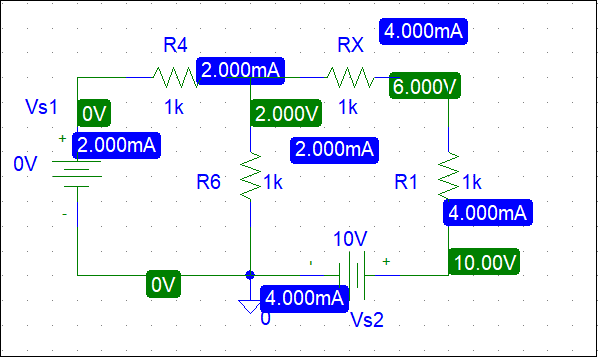 4.000mA
R4
RX
2.000mA
6.000V
Vs1
0V
1k
2.000V
1k
+
2.000mA
2.000mA
0V
R6
1k
R1
1k
-
4.000mA
10V
-
+
10.00V
0V
4.000mA
0
Vs2